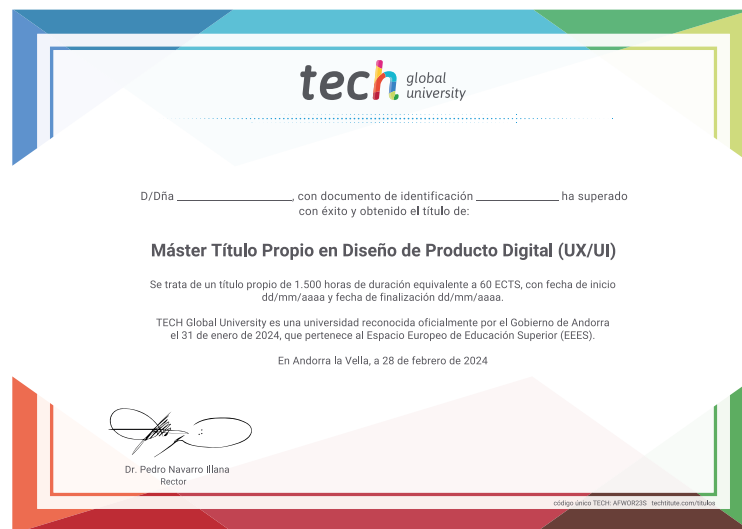 tech global
university
D/Dña ____________________, con documento de identificación ______________ ha superado
con éxito y obtenido el título de:
Máster Título Propio en Diseño de Producto Digital (UX/UI)
Se trata de un título propio de 1.500 horas de duración equivalente a 60 ECTS, con fecha de inicio
dd/mm/aaaa y fecha de finalización dd/mm/aaaa.
TECH Global University es una universidad reconocida oficialmente por el Gobierno de Andorra
el 31 de enero de 2024, que pertenece al Espacio Europeo de Educación Superior (EEES).
En Andorra la Vella, a 28 de febrero de 2024
Dr. Pedro Navarro Illana
Rector
código único TECH: AFWOR23S techtitute.com/titulos